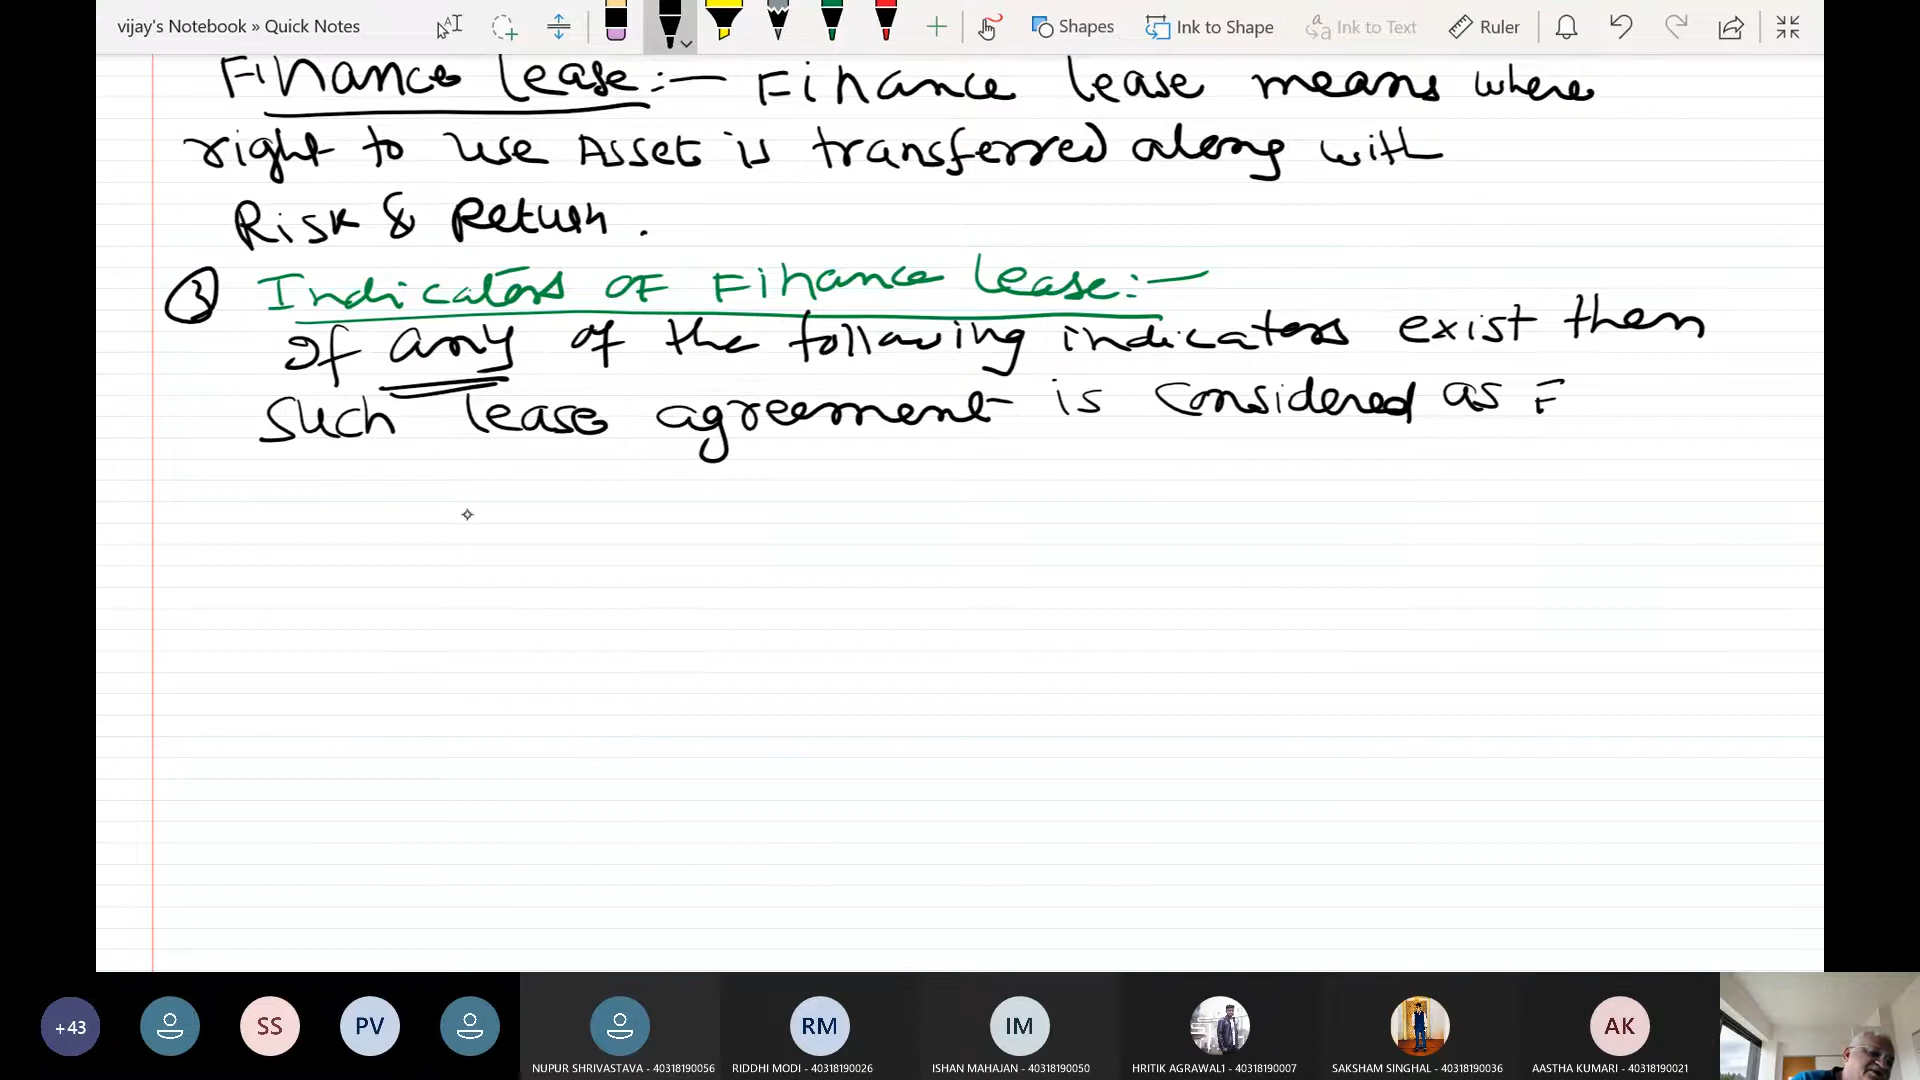 vijay's Notebook » Quick Notes
Shapes
Ink to Shape
Ink to Text
Ruler
Finance lease:- Finance lease means where
right to use Asset is transferred along with
Risk & Return.
③ Indicators of Finance lease:-
If any of the following indicators exist then
such lease agreement is considered as F
+43
SS
PV
RM
IM
AK
NUPUR SHRIVASTAVA - 40318190056
RIDDHI MODI - 40318190026
ISHAN MAHAJAN - 40318190050
HRITIK AGRAWAL1 - 40318190007
SAKSHAM SINGHAL - 40318190036
AASTHA KUMARI - 40318190021